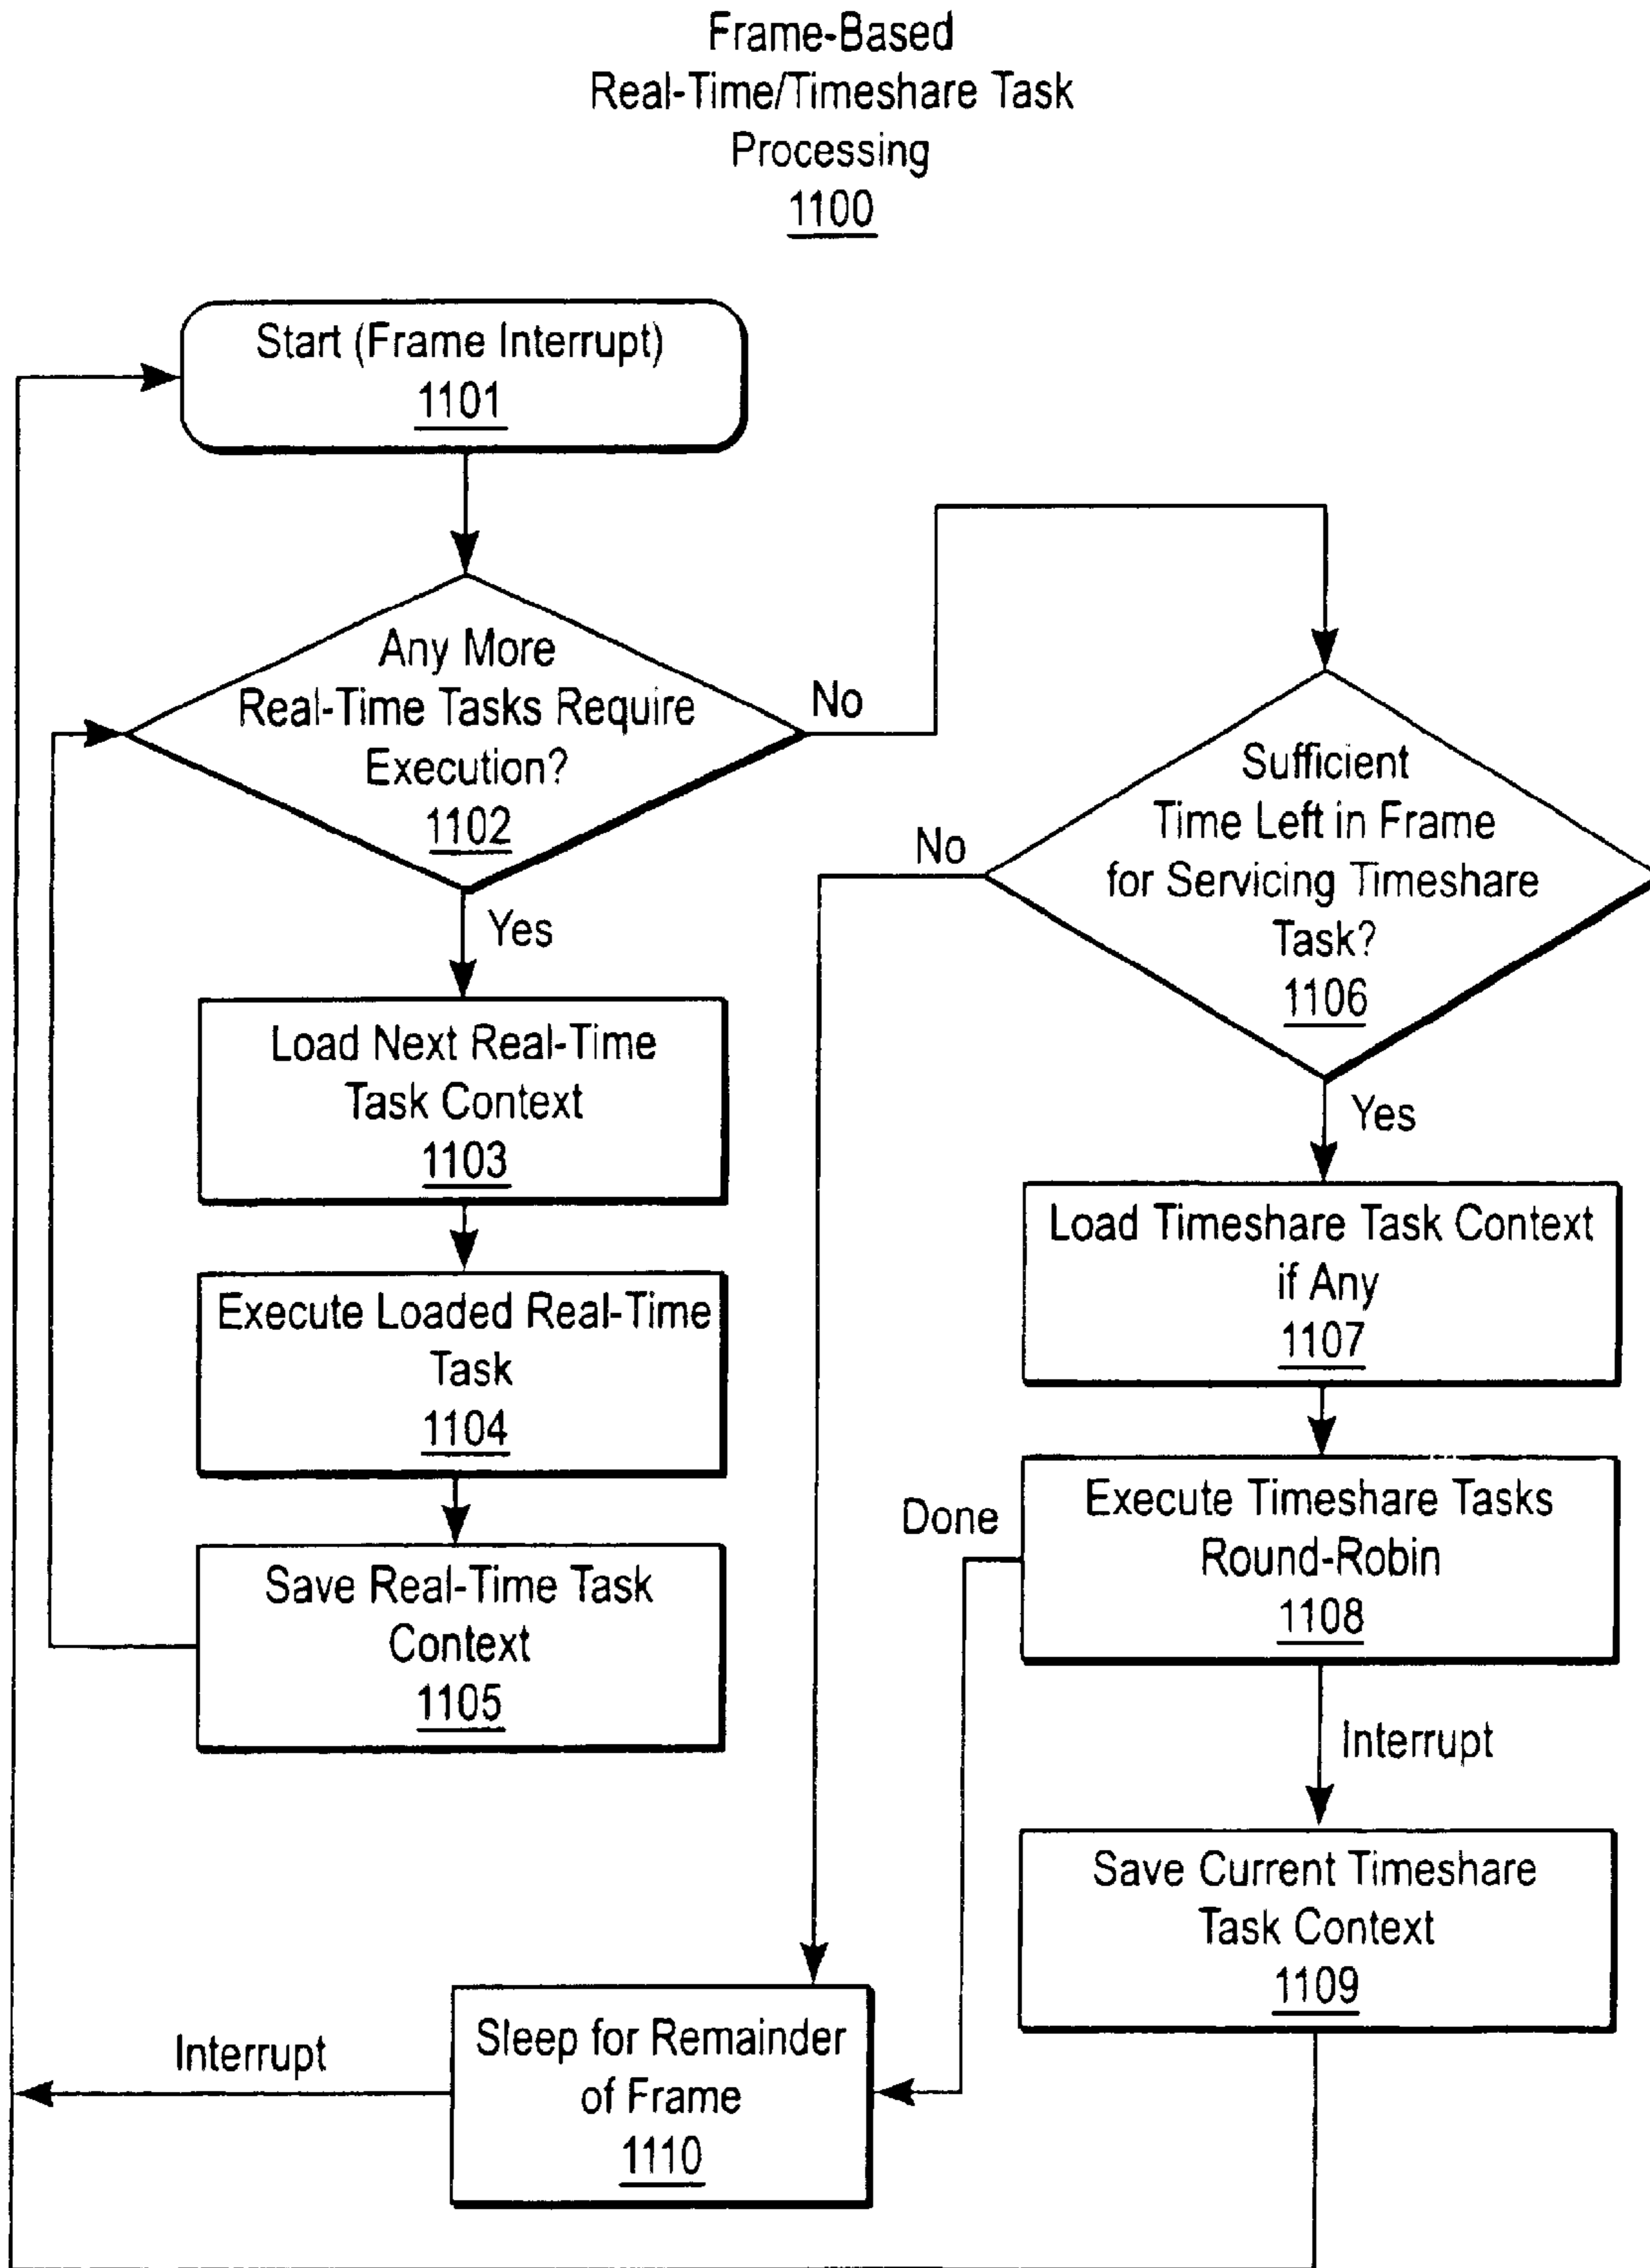 Frame-Based
Real-Time/Timeshare Task
Processing
1100
Start (Frame Interrupt)
1101
Any More
Real-Time Tasks Require
Execution?
1102
No
Yes
Load Next Real-Time
Task Context
1103
Execute Loaded Real-Time
Task
1104
Save Real-Time Task
Context
1105
Sufficient
Time Left in Frame
for Servicing Timeshare
Task?
1106
No
Yes
Load Timeshare Task Context
if Any
1107
Execute Timeshare Tasks
Round-Robin
1108
Done
Interrupt
Save Current Timeshare
Task Context
1109
Sleep for Remainder
of Frame
1110
Interrupt